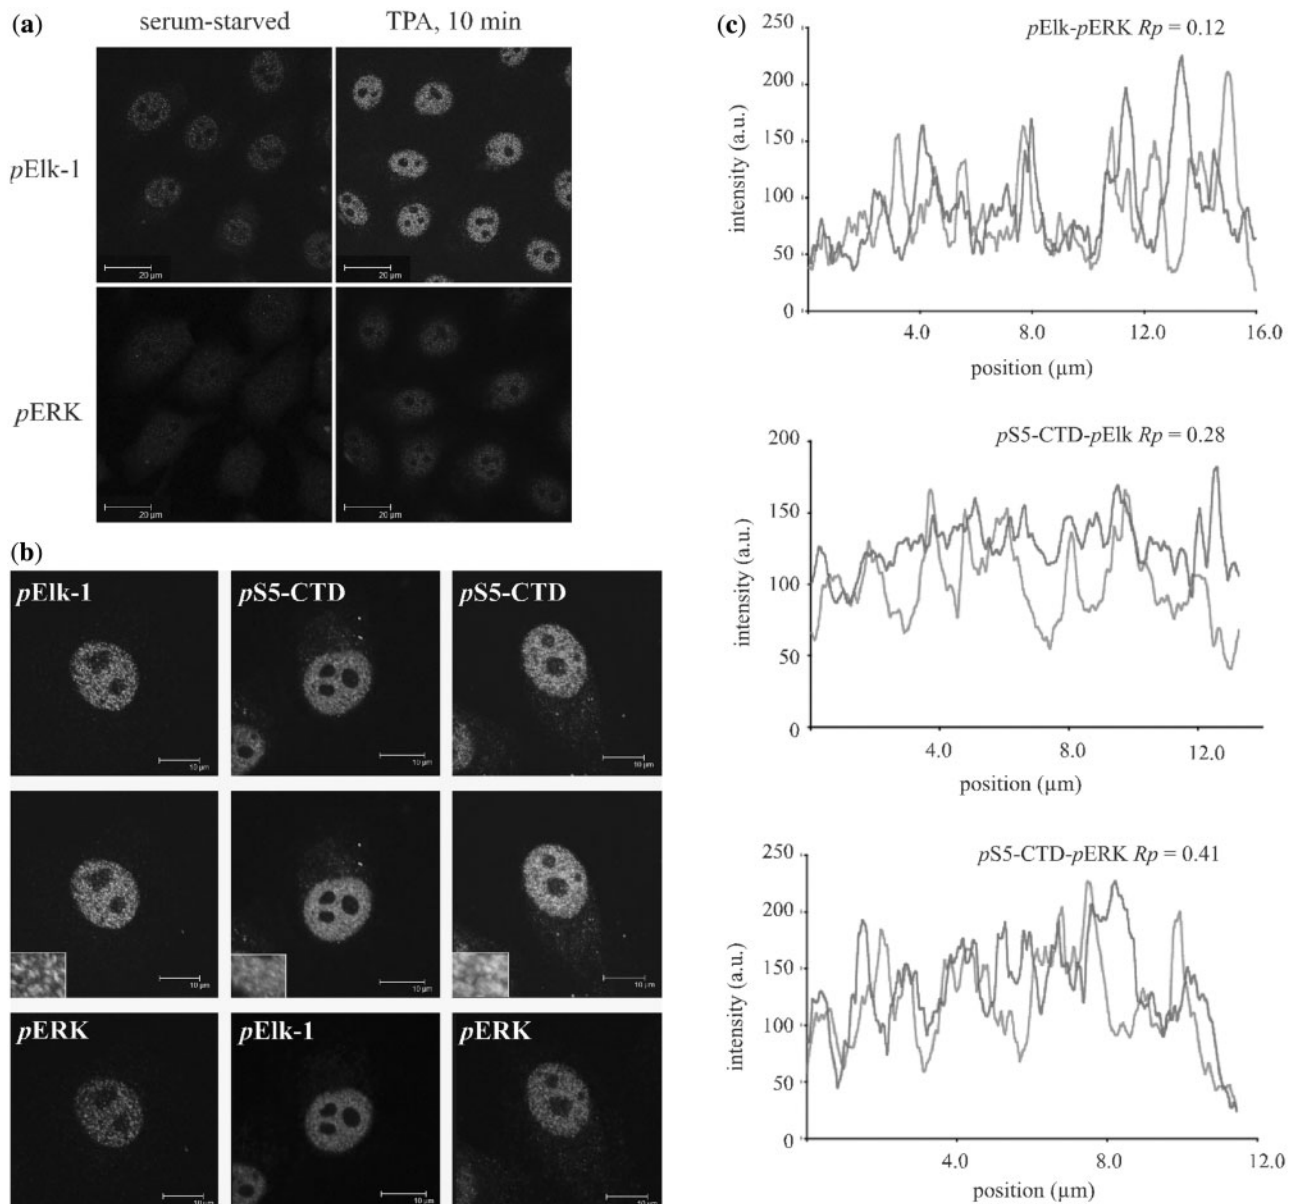 (a)
serum-starved
TPA, 10 min
pElk-1
20 µm
20 µm
pERK
20 µm
20 µm
(b)
pElk-1
pS5-CTD
pS5-CTD
10 µm
10 µm
10 µm
10 µm
10 µm
10 µm
pERK
pElk-1
pERK
10 µm
10 µm
10 µm
(c)
pElk-pERK Rp = 0.12
250
200
150
100
50
0
intensity (a.u.)
4.0
8.0
12.0
16.0
position (µm)
pS5-CTD-pElk Rp = 0.28
200
150
100
50
0
intensity (a.u.)
4.0
8.0
12.0
position (µm)
pS5-CTD-pERK Rp = 0.41
250
200
150
100
50
0
intensity (a.u.)
4.0
8.0
12.0
position (µm)